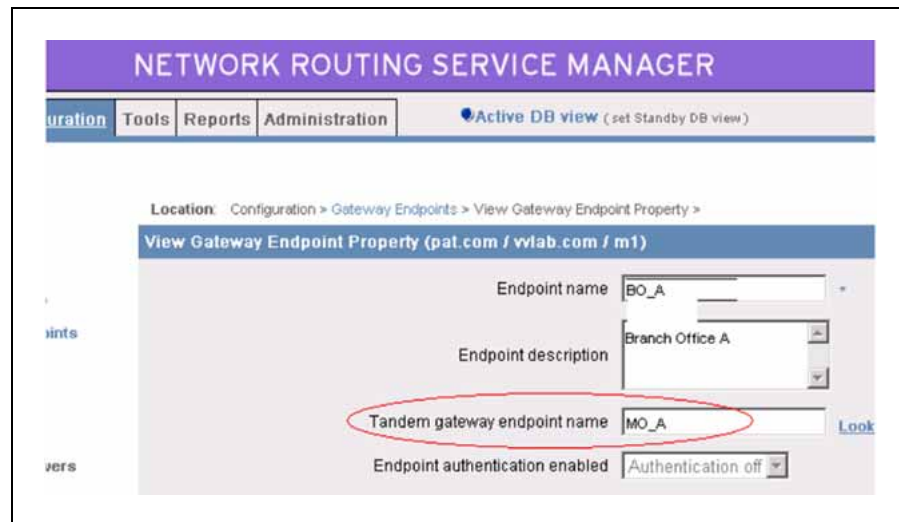 NETWORK ROUTING SERVICE MANAGER
uration Tools Reports Administration Active DB view ( set Standby DB view )
Location: Configuration > Gateway Endpoints > View Gateway Endpoint Property >
View Gateway Endpoint Property (pat.com / vvlab.com / m1)
Endpoint name BO_A *
oints
Endpoint description Branch Office A
Tandem gateway endpoint name MO_A Look
vers Endpoint authentication enabled Authentication off